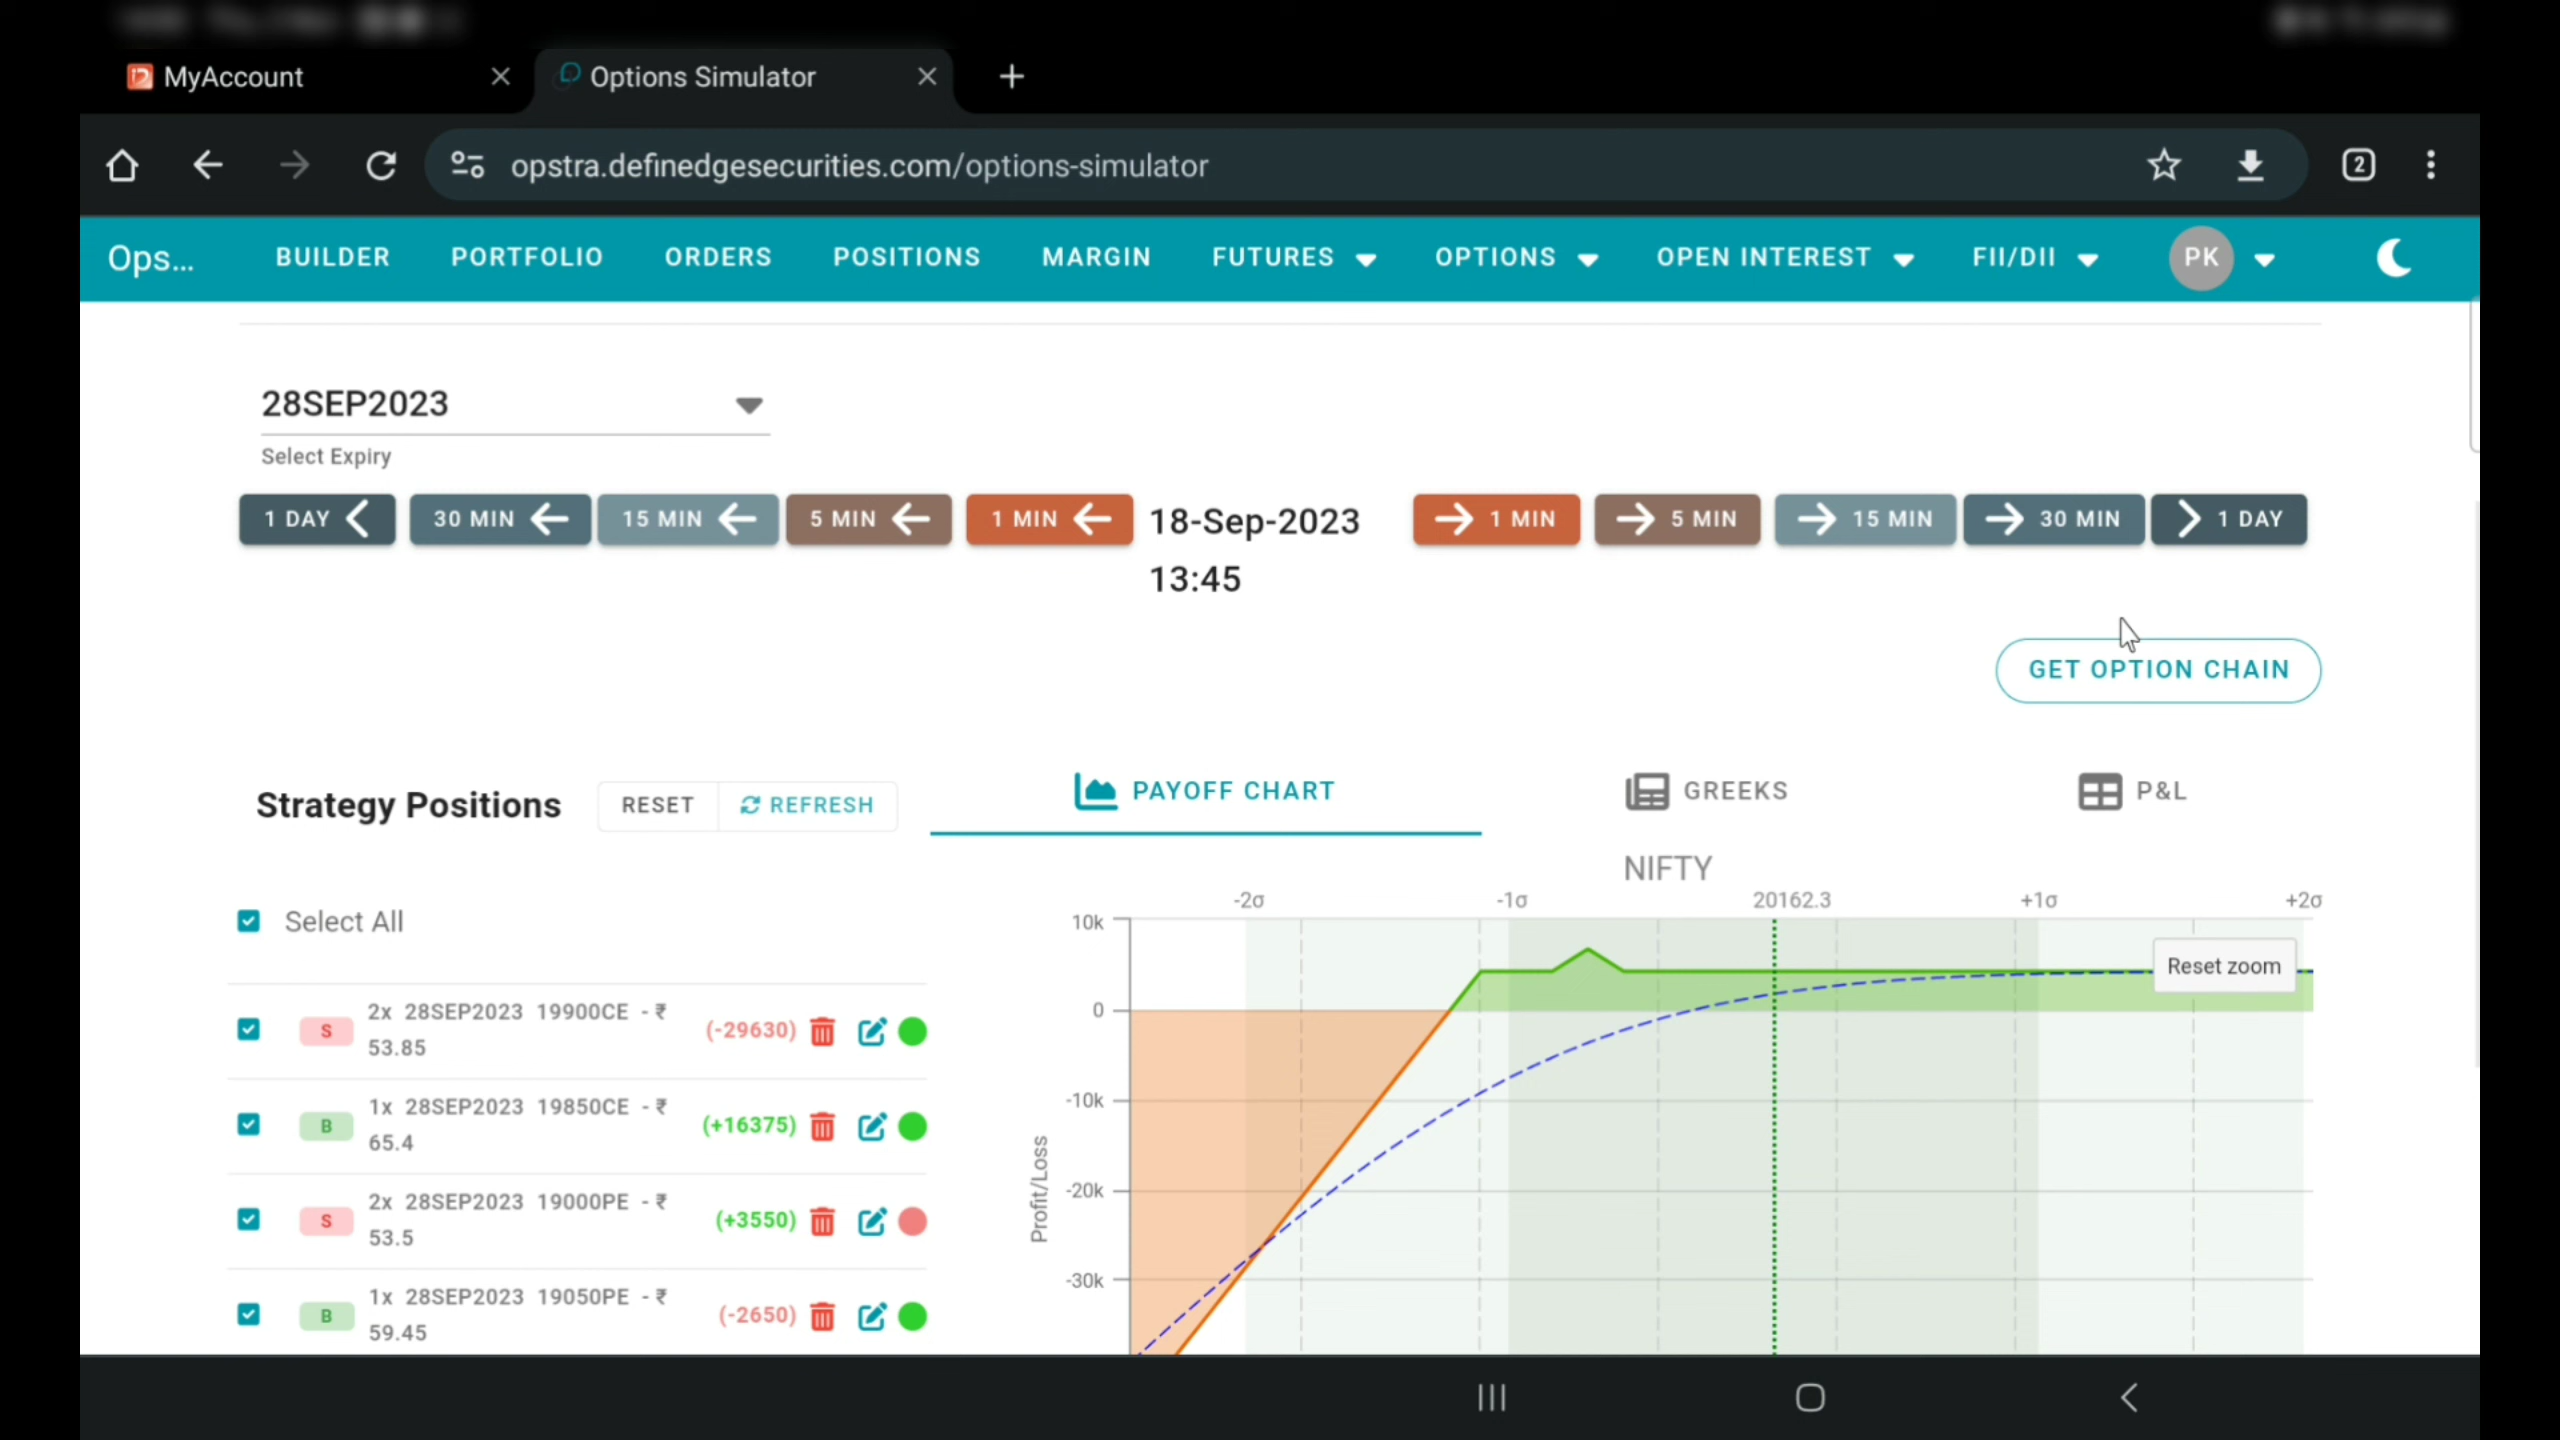 MyAccount
Options Simulator
2
opstra.definedgesecurities.com/options-simulator
Ops...
BUILDER
PORTFOLIO
ORDERS
POSITIONS
MARGIN
FUTURES
OPTIONS
OPEN INTEREST
FII/DII
PK
28SEP2023
Select Expiry
1 DAY
30 MIN
15 MIN
5 MIN
1 MIN
18-Sep-2023
13:45
1 MIN
5 MIN
15 MIN
30 MIN
1 DAY
GET OPTION CHAIN
Strategy Positions
RESET
REFRESH
PAYOFF CHART
GREEKS
P&L
Select All
S
2x 28SEP2023 19900CE - ₹
53.85
(-29630)
B
1x 28SEP2023 19850CE - ₹
65.4
(+16375)
S
2x 28SEP2023 19000PE - ₹
53.5
(+3550)
B
1x 28SEP2023 19050PE - ₹
59.45
(-2650)
NIFTY
-2σ
-1σ
20162.3
+1σ
+2σ
Reset zoom
10k
0
-10k
-20k
-30k
Profit/Loss